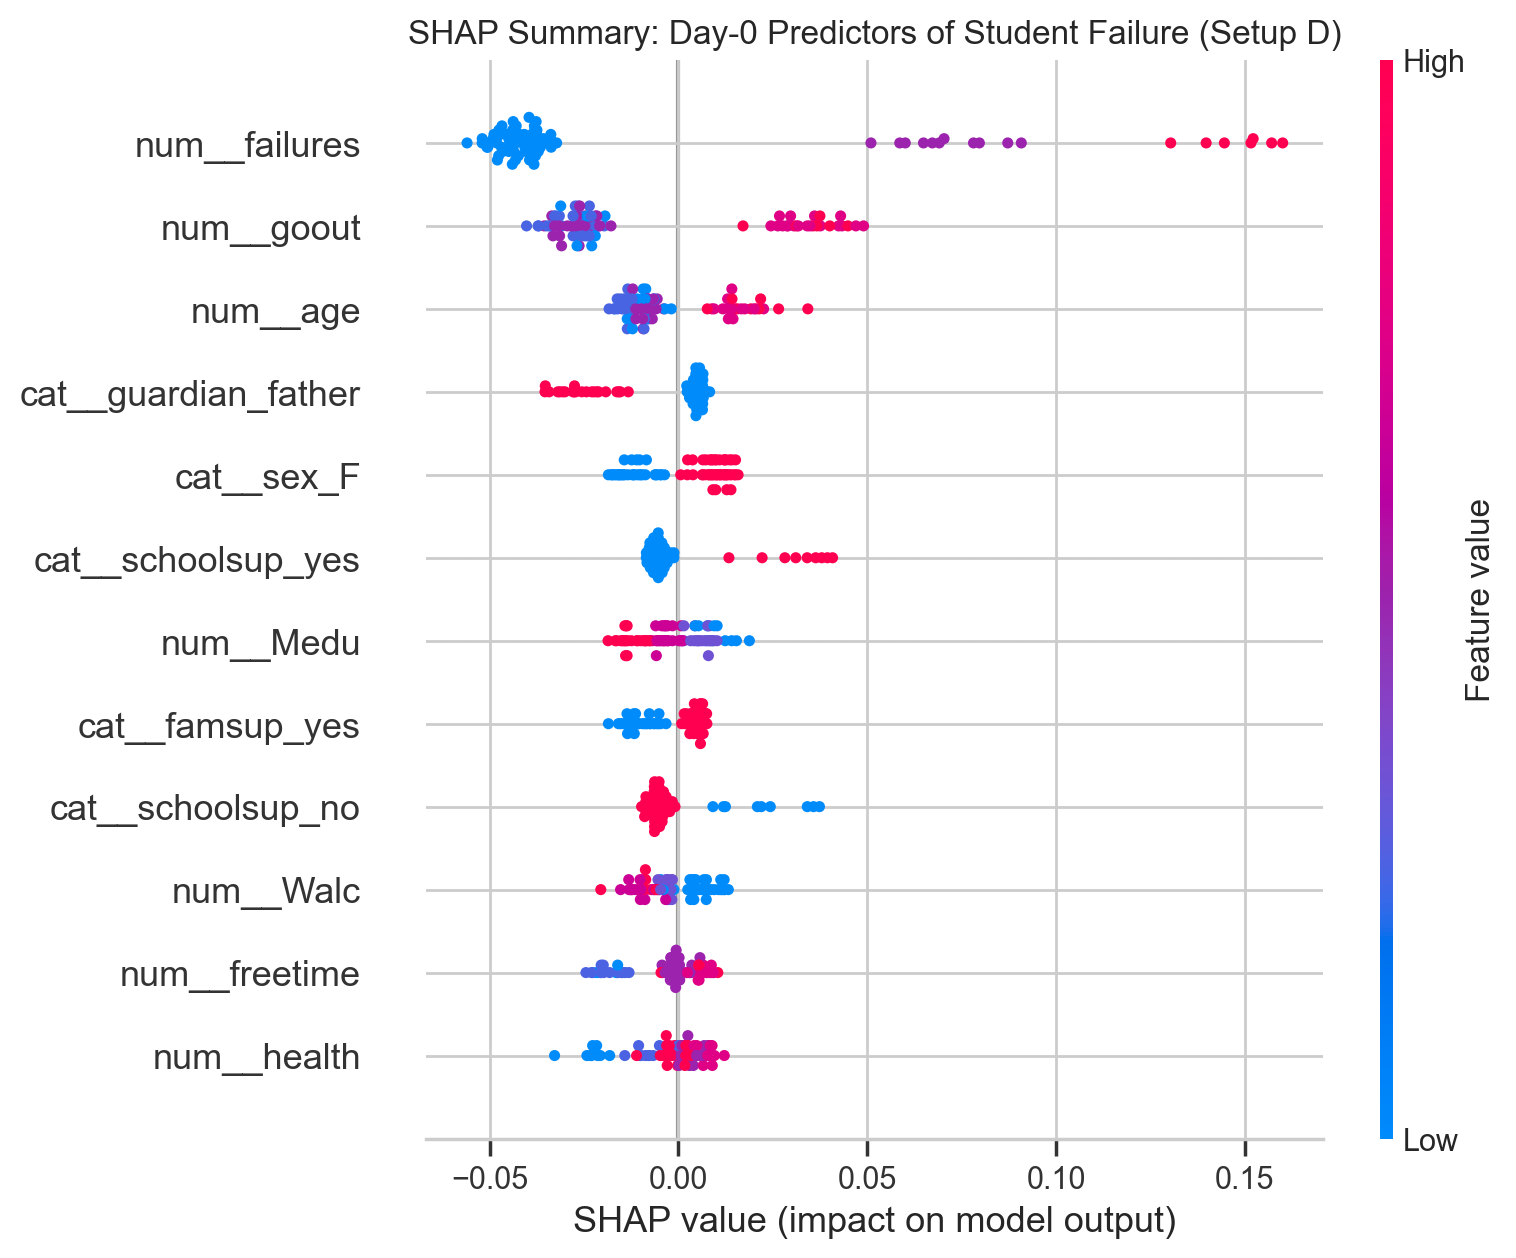 SHAP Summary: Day-0 Predictors of Student Failure (Setup D)
High
num__failures
num__goout
num__age
cat__guardian_father
cat__sex_F
cat__schoolsup_yes
num__Medu
cat__famsup_yes
cat__schoolsup_no
num__Walc
num__freetime
num__health
Feature value
Low
−0.05 0.00 0.05 0.10 0.15
SHAP value (impact on model output)